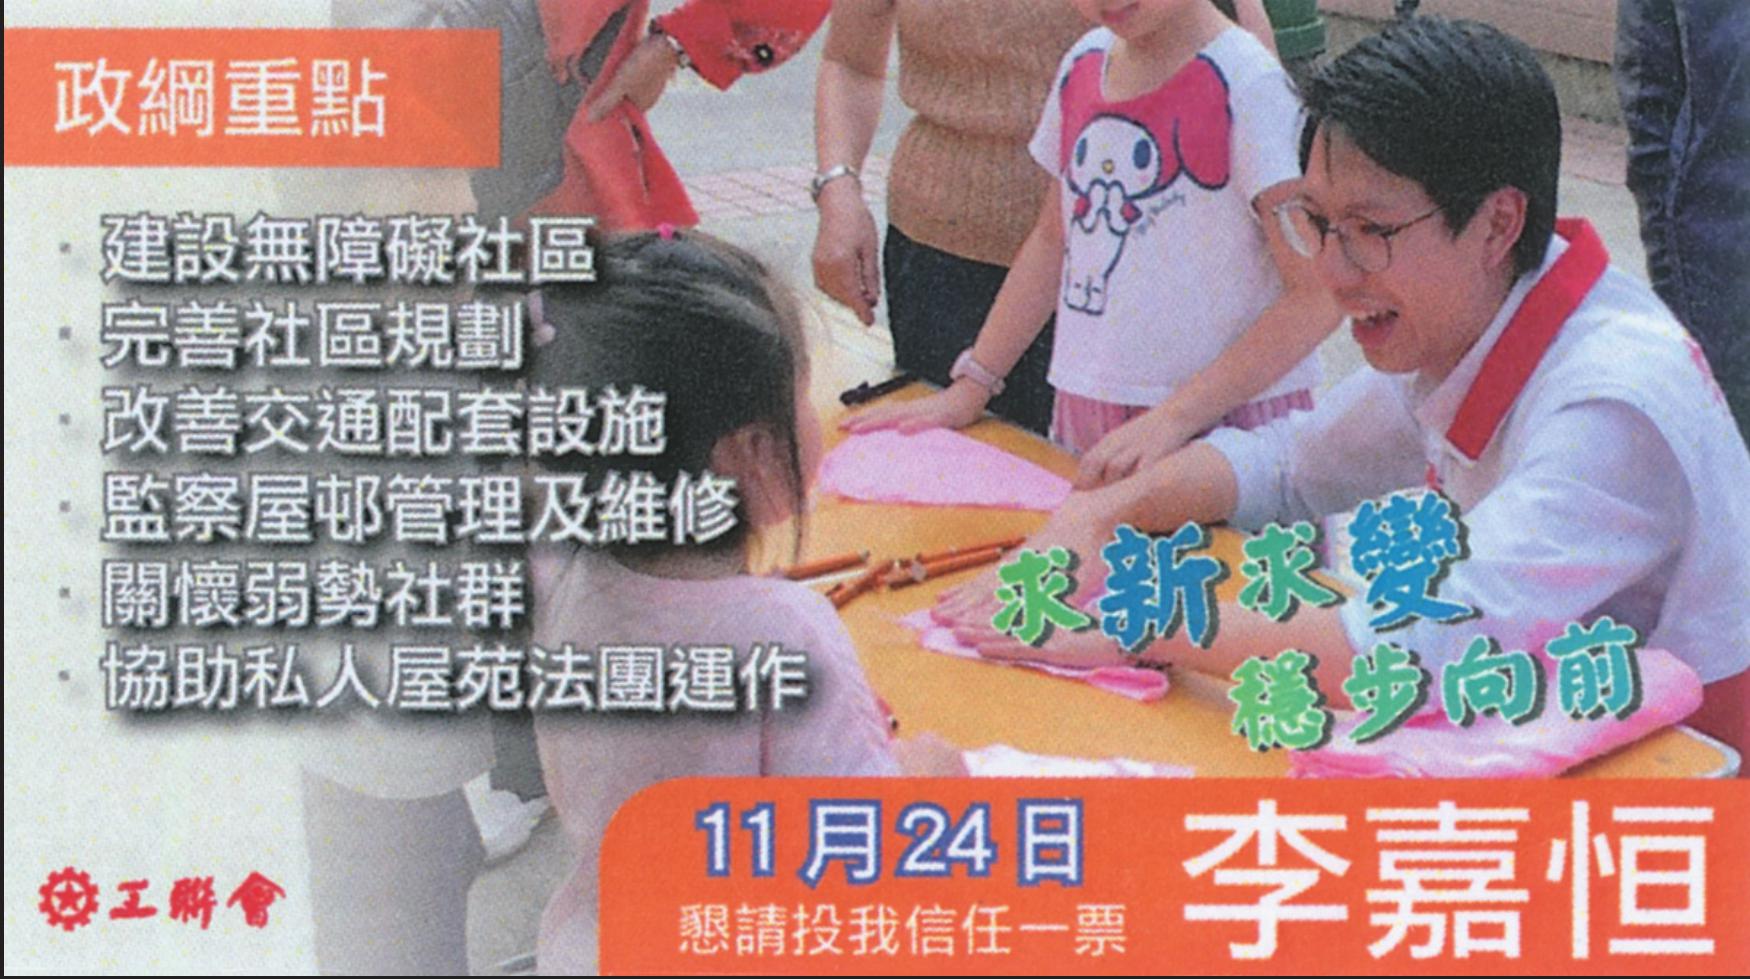 政綱重點
· 建設無障礙社區
· 完善社區規劃
· 改善交通配套設施
· 監察屋邨管理及維修
· 關懷弱勢社群
· 協助私人屋苑法團運作
求新求變
穩步向前
11月24日
懇請投我信任一票
李嘉恒
工聯會